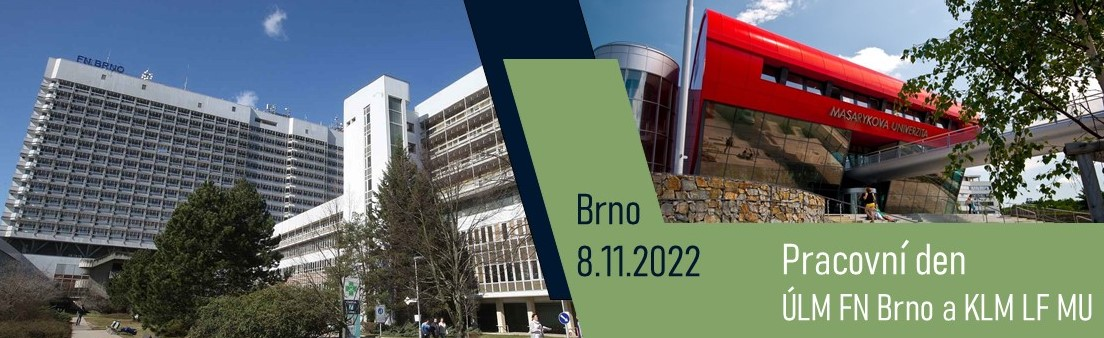 FN BRNO
MASARYKOVA UNIVERZITA
Brno
8.11.2022
Pracovní den
ÚLM FN Brno a KLM LF MU